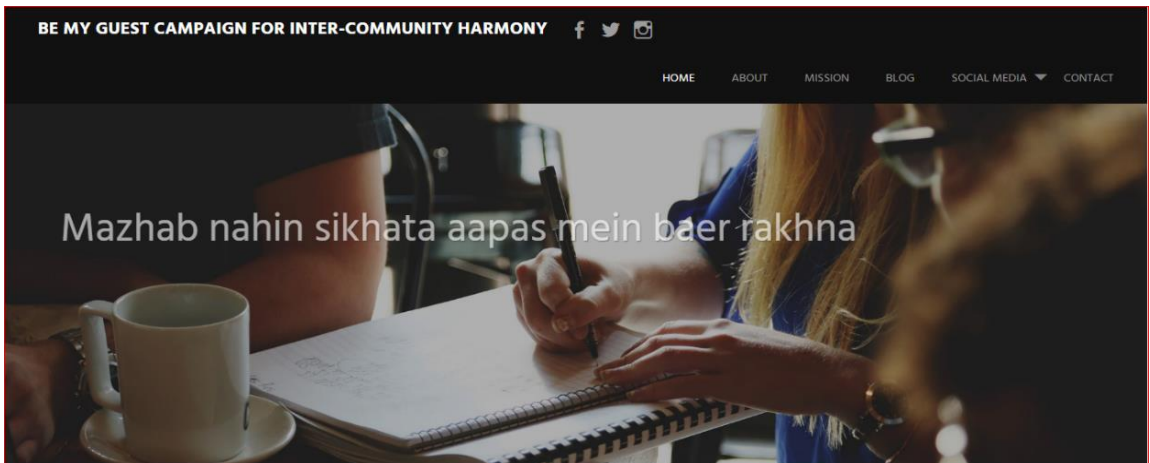 BE MY GUEST CAMPAIGN FOR INTER-COMMUNITY HARMONY
HOME ABOUT MISSION BLOG SOCIAL MEDIA CONTACT
Mazhab nahin sikhata aapas mein baer rakhna